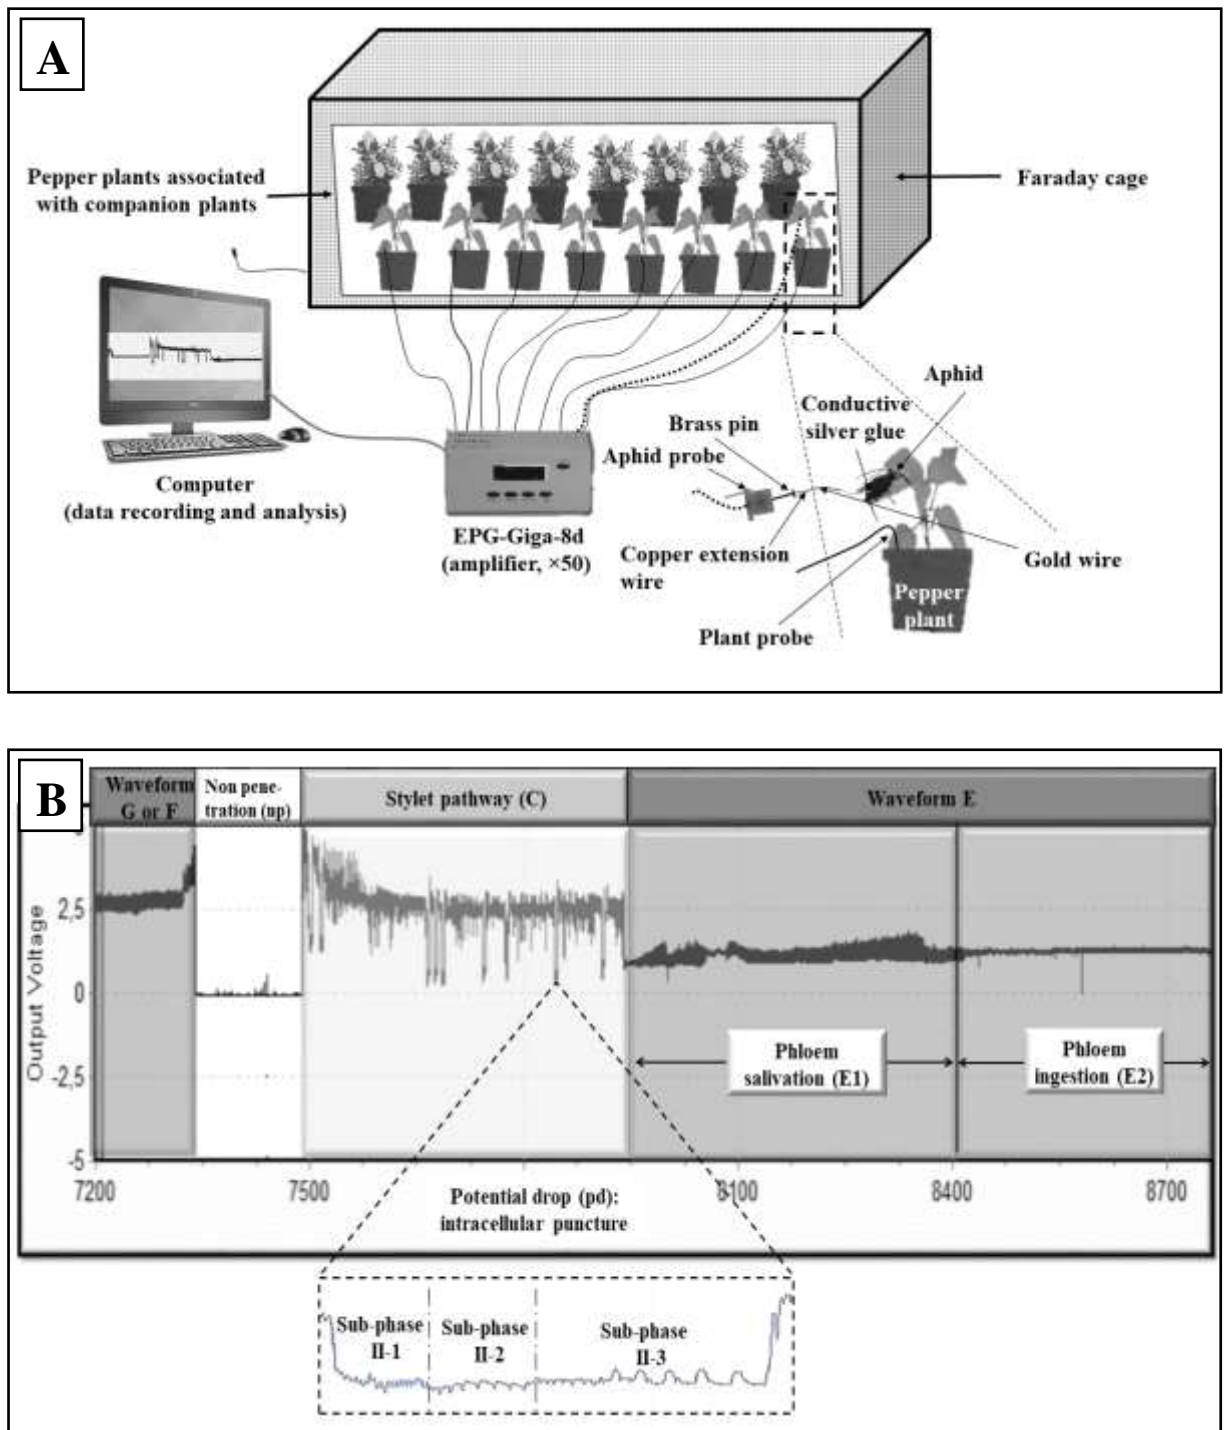 A
Pepper plants associated
with companion plants
Faraday cage
Aphid
Conductive
silver glue
Brass pin
Aphid probe
Computer
(data recording and analysis)
EPG-Giga-8d
(amplifier, ×50)
Copper extension
wire
Gold wire
Pepper
plant
Plant probe
B
Waveform
G or F
Non pene-
tration (np)
Stylet pathway (C)
Waveform E
Output Voltage
2,5
0
-2,5
-5
Phloem
salivation (E1)
Phloem
ingestion (E2)
7200
7500
8100
8400
8700
Potential drop (pd):
intracellular puncture
Sub-phase
II-1
Sub-phase
II-2
Sub-phase
II-3